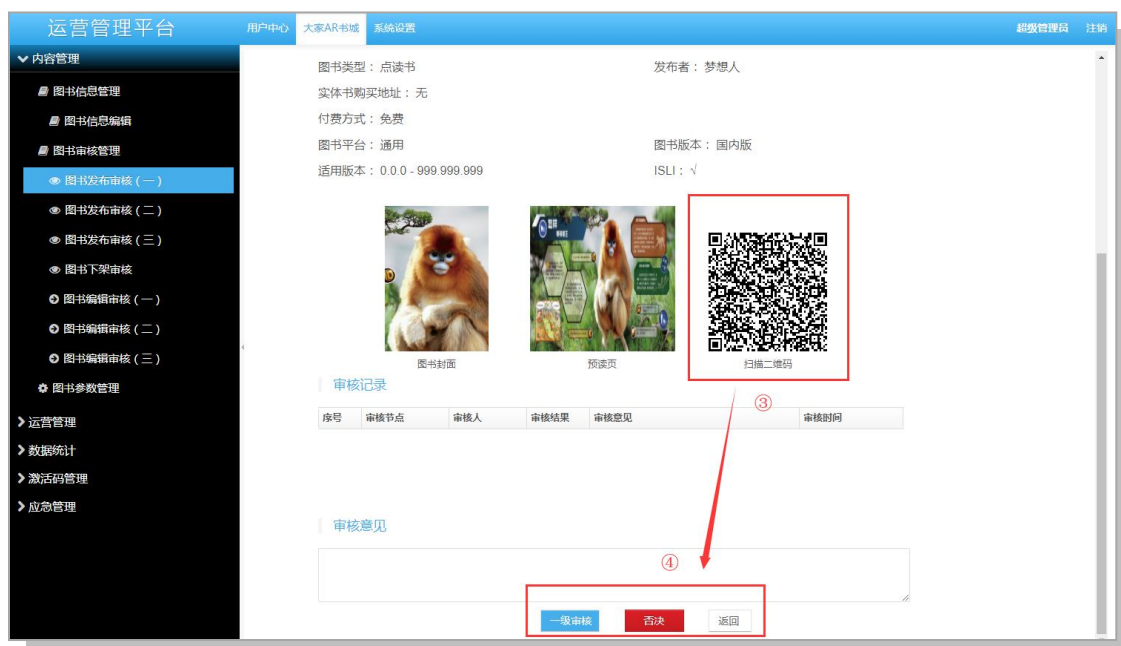 运营管理平台
用户中心 大家AR书城 系统设置 超级管理员 注销
内容管理
图书信息管理
图书信息编辑
图书审核管理
图书发布审核（一）
图书发布审核（二）
图书发布审核（三）
图书下架审核
图书编辑审核（一）
图书编辑审核（二）
图书编辑审核（三）
图书参数管理
运营管理
数据统计
激活码管理
应急管理
图书类型： 点读书 发布者： 梦想人
实体书购买地址： 无
付费方式： 免费
图书平台： 通用 图书版本： 国内版
适用版本： 0.0.0 - 999.999.999 ISLI： √
图书封面 预读页 扫描二维码
③
审核记录
序号 审核节点 审核人 审核结果 审核意见 审核时间
审核意见
④
一级审核 否决 返回